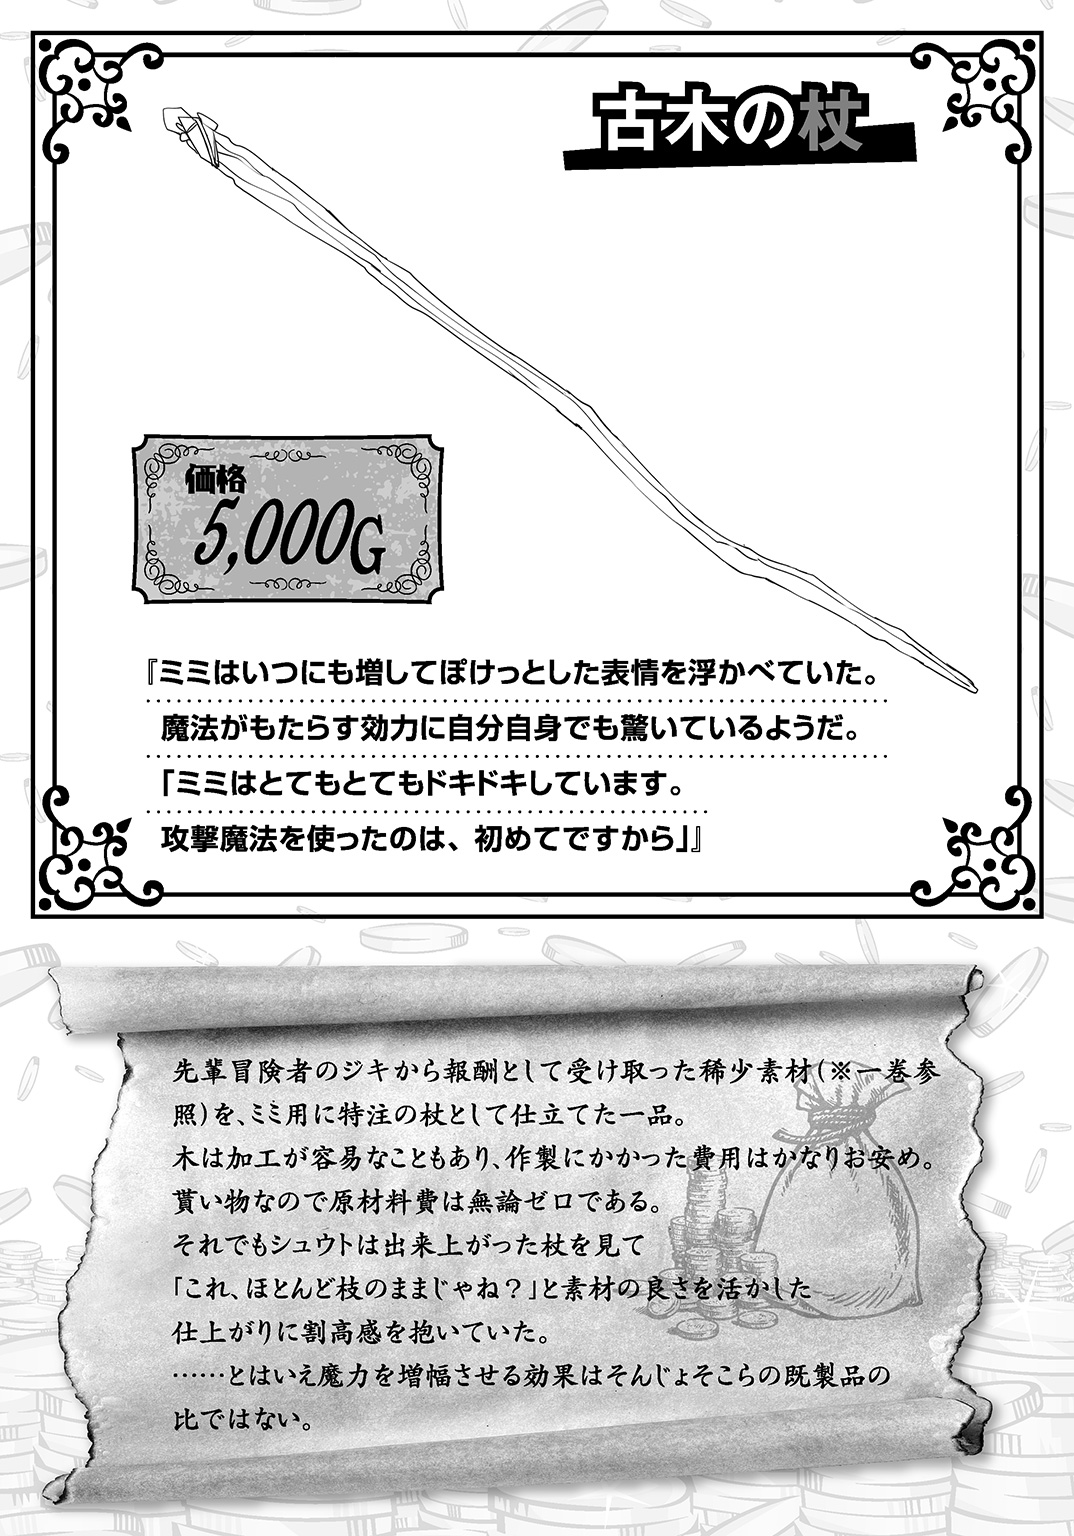 古木の杖
価格
5,000G
『ミミはいつにも増してぽけっとした表情を浮かべていた。
魔法がもたらす効力に自分自身でも驚いているようだ。
「ミミはとてもとてもドキドキしています。
攻撃魔法を使ったのは、初めてですから」』
先輩冒険者のジキから報酬として受け取った稀少素材(※一巻参
照)を、ミミ用に特注の杖として仕立てた一品。
木は加工が容易なこともあり、作製にかかった費用はかなりお安め。
貰い物なので原材料費は無論ゼロである。
それでもシュウトは出来上がった杖を見て
「これ、ほとんど枝のままじゃね？」と素材の良さを活かした
仕上がりに割高感を抱いていた。
……とはいえ魔力を増幅させる効果はそんじょそこらの既製品の
比ではない。